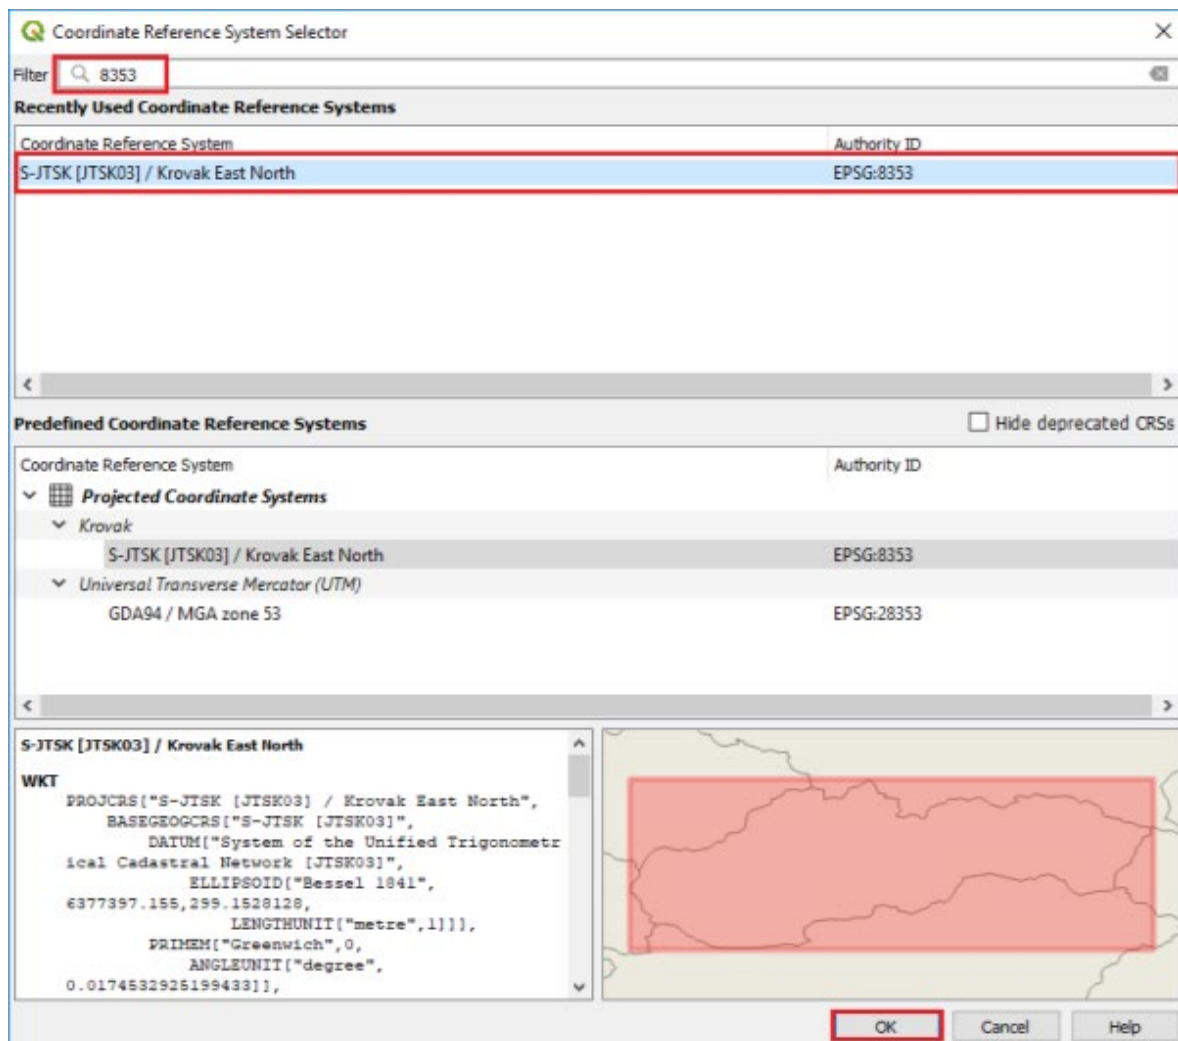 Coordinate Reference System Selector
Filter 8353
Recently Used Coordinate Reference Systems
Coordinate Reference System Authority ID
S-JTSK [JTSK03] / Krovak East North EPSG:8353
Predefined Coordinate Reference Systems Hide deprecated CRSs
Coordinate Reference System Authority ID
Projected Coordinate Systems
Krovak
S-JTSK [JTSK03] / Krovak East North EPSG:8353
Universal Transverse Mercator (UTM)
GDA94 / MGA zone 53 EPSG:28353
S-JTSK [JTSK03] / Krovak East North
WKT
PROJCRS["S-JTSK [JTSK03] / Krovak East North",
BASEGEOGCRS["S-JTSK [JTSK03]",
DATUM["System of the Unified Trigonometr
ical Cadastral Network [JTSK03]",
ELLIPSOID["Bessel 1841",
6377397.155,299.1528128,
LENGTHUNIT["metre",1]]],
PRIMEM["Greenwich",0,
ANGLEUNIT["degree",
0.0174532925199433]],
OK Cancel Help